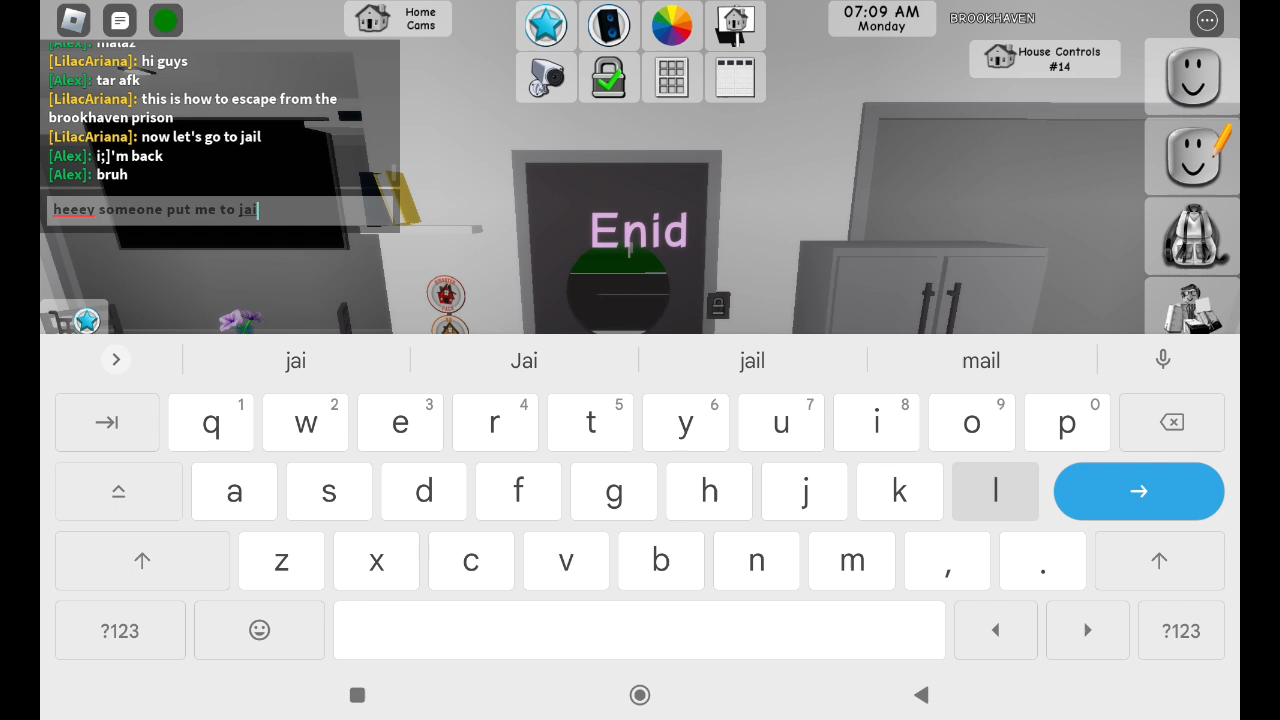 Home
Cams
07:09 AM
Monday
BROOKHAVEN
House Controls
#14
[LilacAriana]: hi guys
[Alex]: tar afk
[LilacAriana]: this is how to escape from the
brookhaven prison
[LilacAriana]: now let's go to jail
[Alex]: i;]'m back
[Alex]: bruh
heeey someone put me to jai
Enid
jai Jai jail mail
q 1 w 2 e 3 r 4 t 5 y 6 u 7 i 8 o 9 p 0
a s d f g h j k l
z x c v b n m , .
?123 ?123